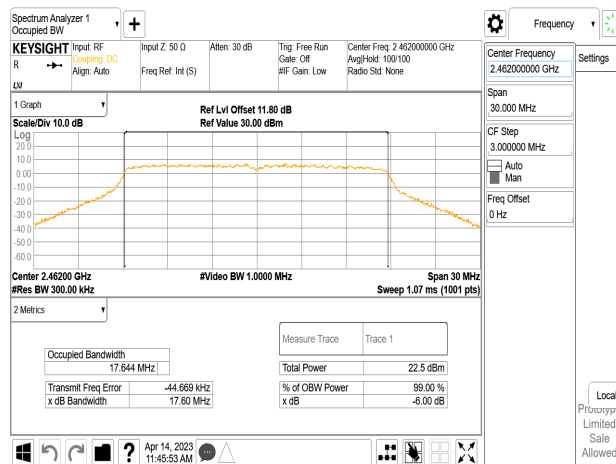 Spectrum Analyzer 1
Occupied BW
Frequency
KEYSIGHT
Input: RF
Coupling: DC
Align: Auto
Input Z: 50 Ω
Freq Ref: Int (S)
Atten: 30 dB
Trig: Free Run
Gate: Off
#IF Gain: Low
Center Freq: 2.462000000 GHz
Avg|Hold: 100/100
Radio Std: None
R
LNI
Center Frequency
2.462000000 GHz
Settings
Span
30.000 MHz
CF Step
3.000000 MHz
Auto
Man
Freq Offset
0 Hz
1 Graph
Scale/Div 10.0 dB
Ref Lvl Offset 11.80 dB
Ref Value 30.00 dBm
Log
20.0
10.0
0.00
-10.0
-20.0
-30.0
-40.0
-50.0
-60.0
Center 2.46200 GHz
#Video BW 1.0000 MHz
Span 30 MHz
#Res BW 300.00 kHz
Sweep 1.07 ms (1001 pts)
2 Metrics
Measure Trace
Trace 1
Occupied Bandwidth
17.644 MHz
Total Power
22.5 dBm
Transmit Freq Error
-44.669 kHz
% of OBW Power
99.00 %
x dB Bandwidth
17.60 MHz
x dB
-6.00 dB
Local
Prototyp
Limited
Sale
Allowed
?
Apr 14, 2023
11:45:53 AM